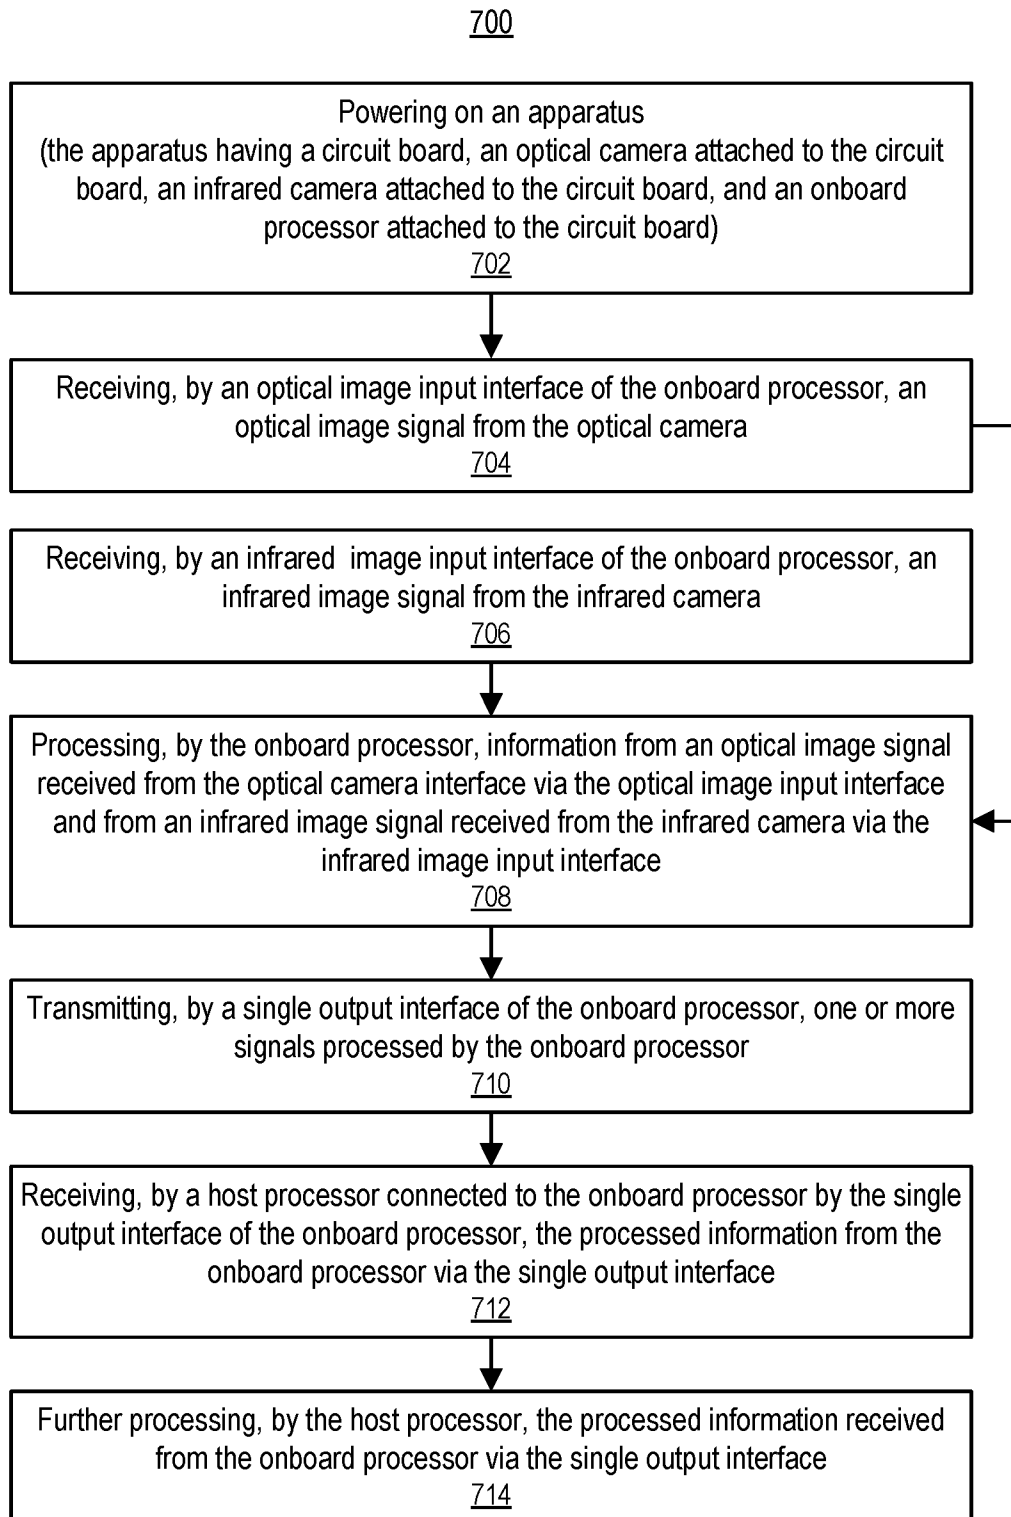 700
Powering on an apparatus
(the apparatus having a circuit board, an optical camera attached to the circuit
board, an infrared camera attached to the circuit board, and an onboard
processor attached to the circuit board)
702
Receiving, by an optical image input interface of the onboard processor, an
optical image signal from the optical camera
704
Receiving, by an infrared image input interface of the onboard processor, an
infrared image signal from the infrared camera
706
Processing, by the onboard processor, information from an optical image signal
received from the optical camera interface via the optical image input interface
and from an infrared image signal received from the infrared camera via the
infrared image input interface
708
Transmitting, by a single output interface of the onboard processor, one or more
signals processed by the onboard processor
710
Receiving, by a host processor connected to the onboard processor by the single
output interface of the onboard processor, the processed information from the
onboard processor via the single output interface
712
Further processing, by the host processor, the processed information received
from the onboard processor via the single output interface
714